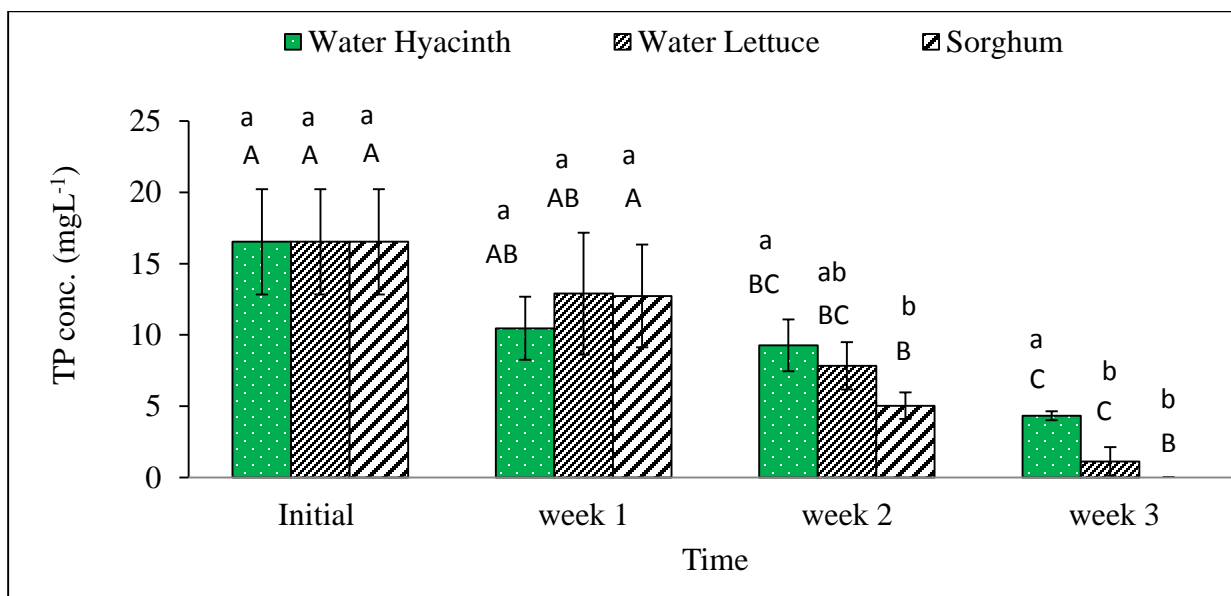 Water Hyacinth Water Lettuce Sorghum
TP conc. (mgL-1)
25
20
15
10
5
0
a a a
A A A
a a a
AB AB A
a ab b
BC BC B
a b b
C C B
Initial week 1 week 2 week 3
Time